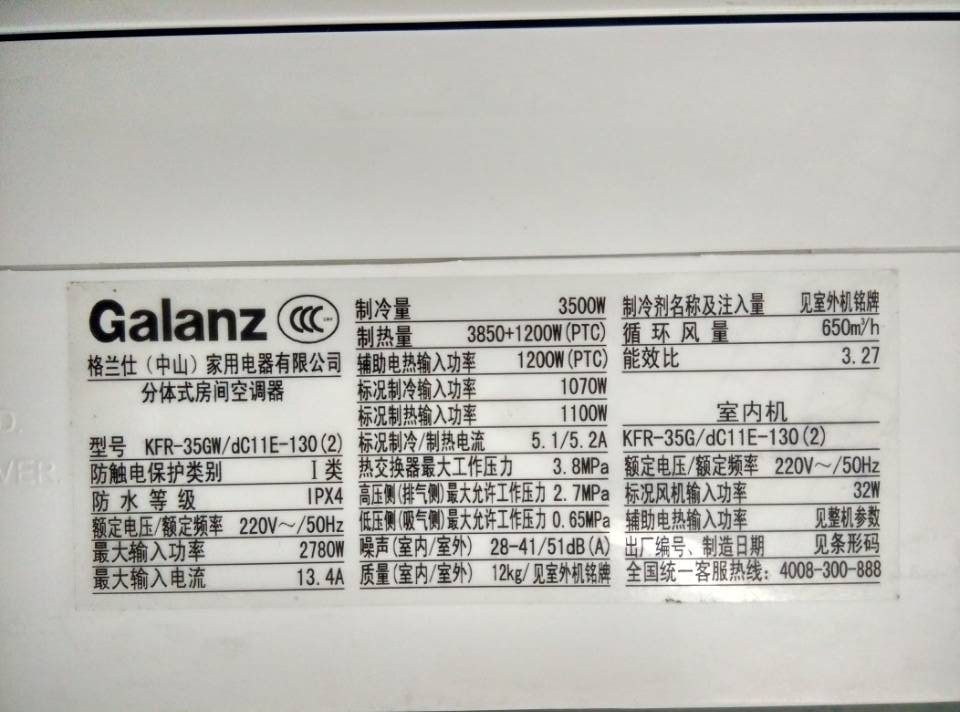 Galanz
格兰仕（中山）家用电器有限公司
分体式房间空调器
型号 KFR-35GW/dC11E-130(2)
防触电保护类别 I类
防水等级 IPX4
额定电压/额定频率 220V～/50Hz
最大输入功率 2780W
最大输入电流 13.4A
制冷量 3500W
制热量 3850+1200W(PTC)
辅助电热输入功率 1200W(PTC)
标况制冷输入功率 1070W
标况制热输入功率 1100W
标况制冷/制热电流 5.1/5.2A
热交换器最大工作压力 3.8MPa
高压侧(排气侧)最大允许工作压力 2.7MPa
低压侧(吸气侧)最大允许工作压力 0.65MPa
噪声(室内/室外) 28-41/51dB(A)
质量(室内/室外) 12kg/见室外机铭牌
制冷剂名称及注入量 见室外机铭牌
循环风量 650m³/h
能效比 3.27
室内机
KFR-35G/dC11E-130(2)
额定电压/额定频率 220V～/50Hz
标况风机输入功率 32W
辅助电热输入功率 见整机参数
出厂编号、制造日期 见条形码
全国统一客服热线：4008-300-888